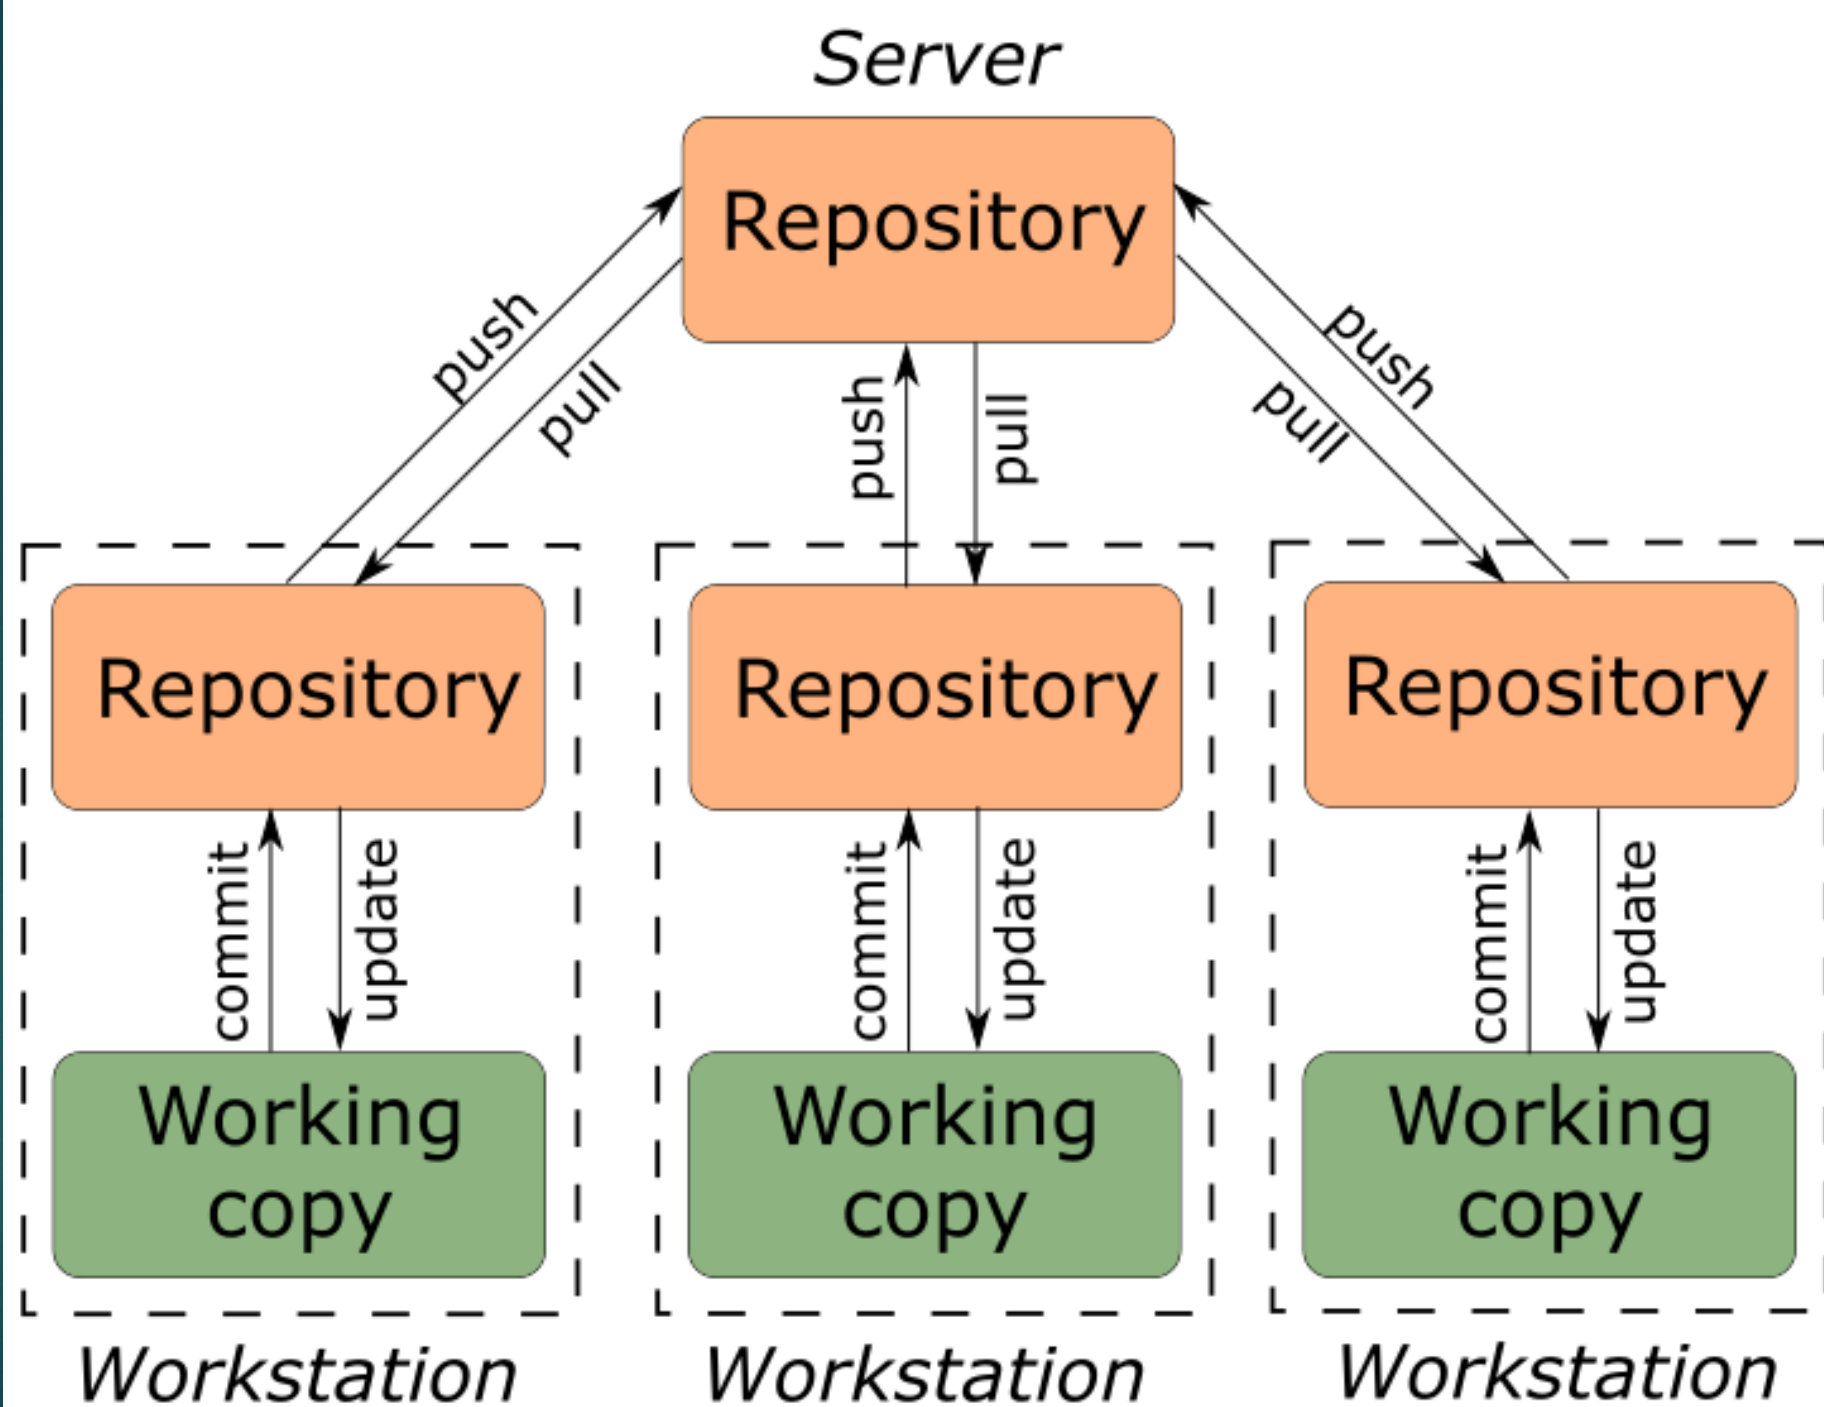 Server
Repository
push
pull
push
pull
push
pull
Repository
Repository
Repository
commit
update
commit
update
commit
update
Working
copy
Working
copy
Working
copy
Workstation
Workstation
Workstation